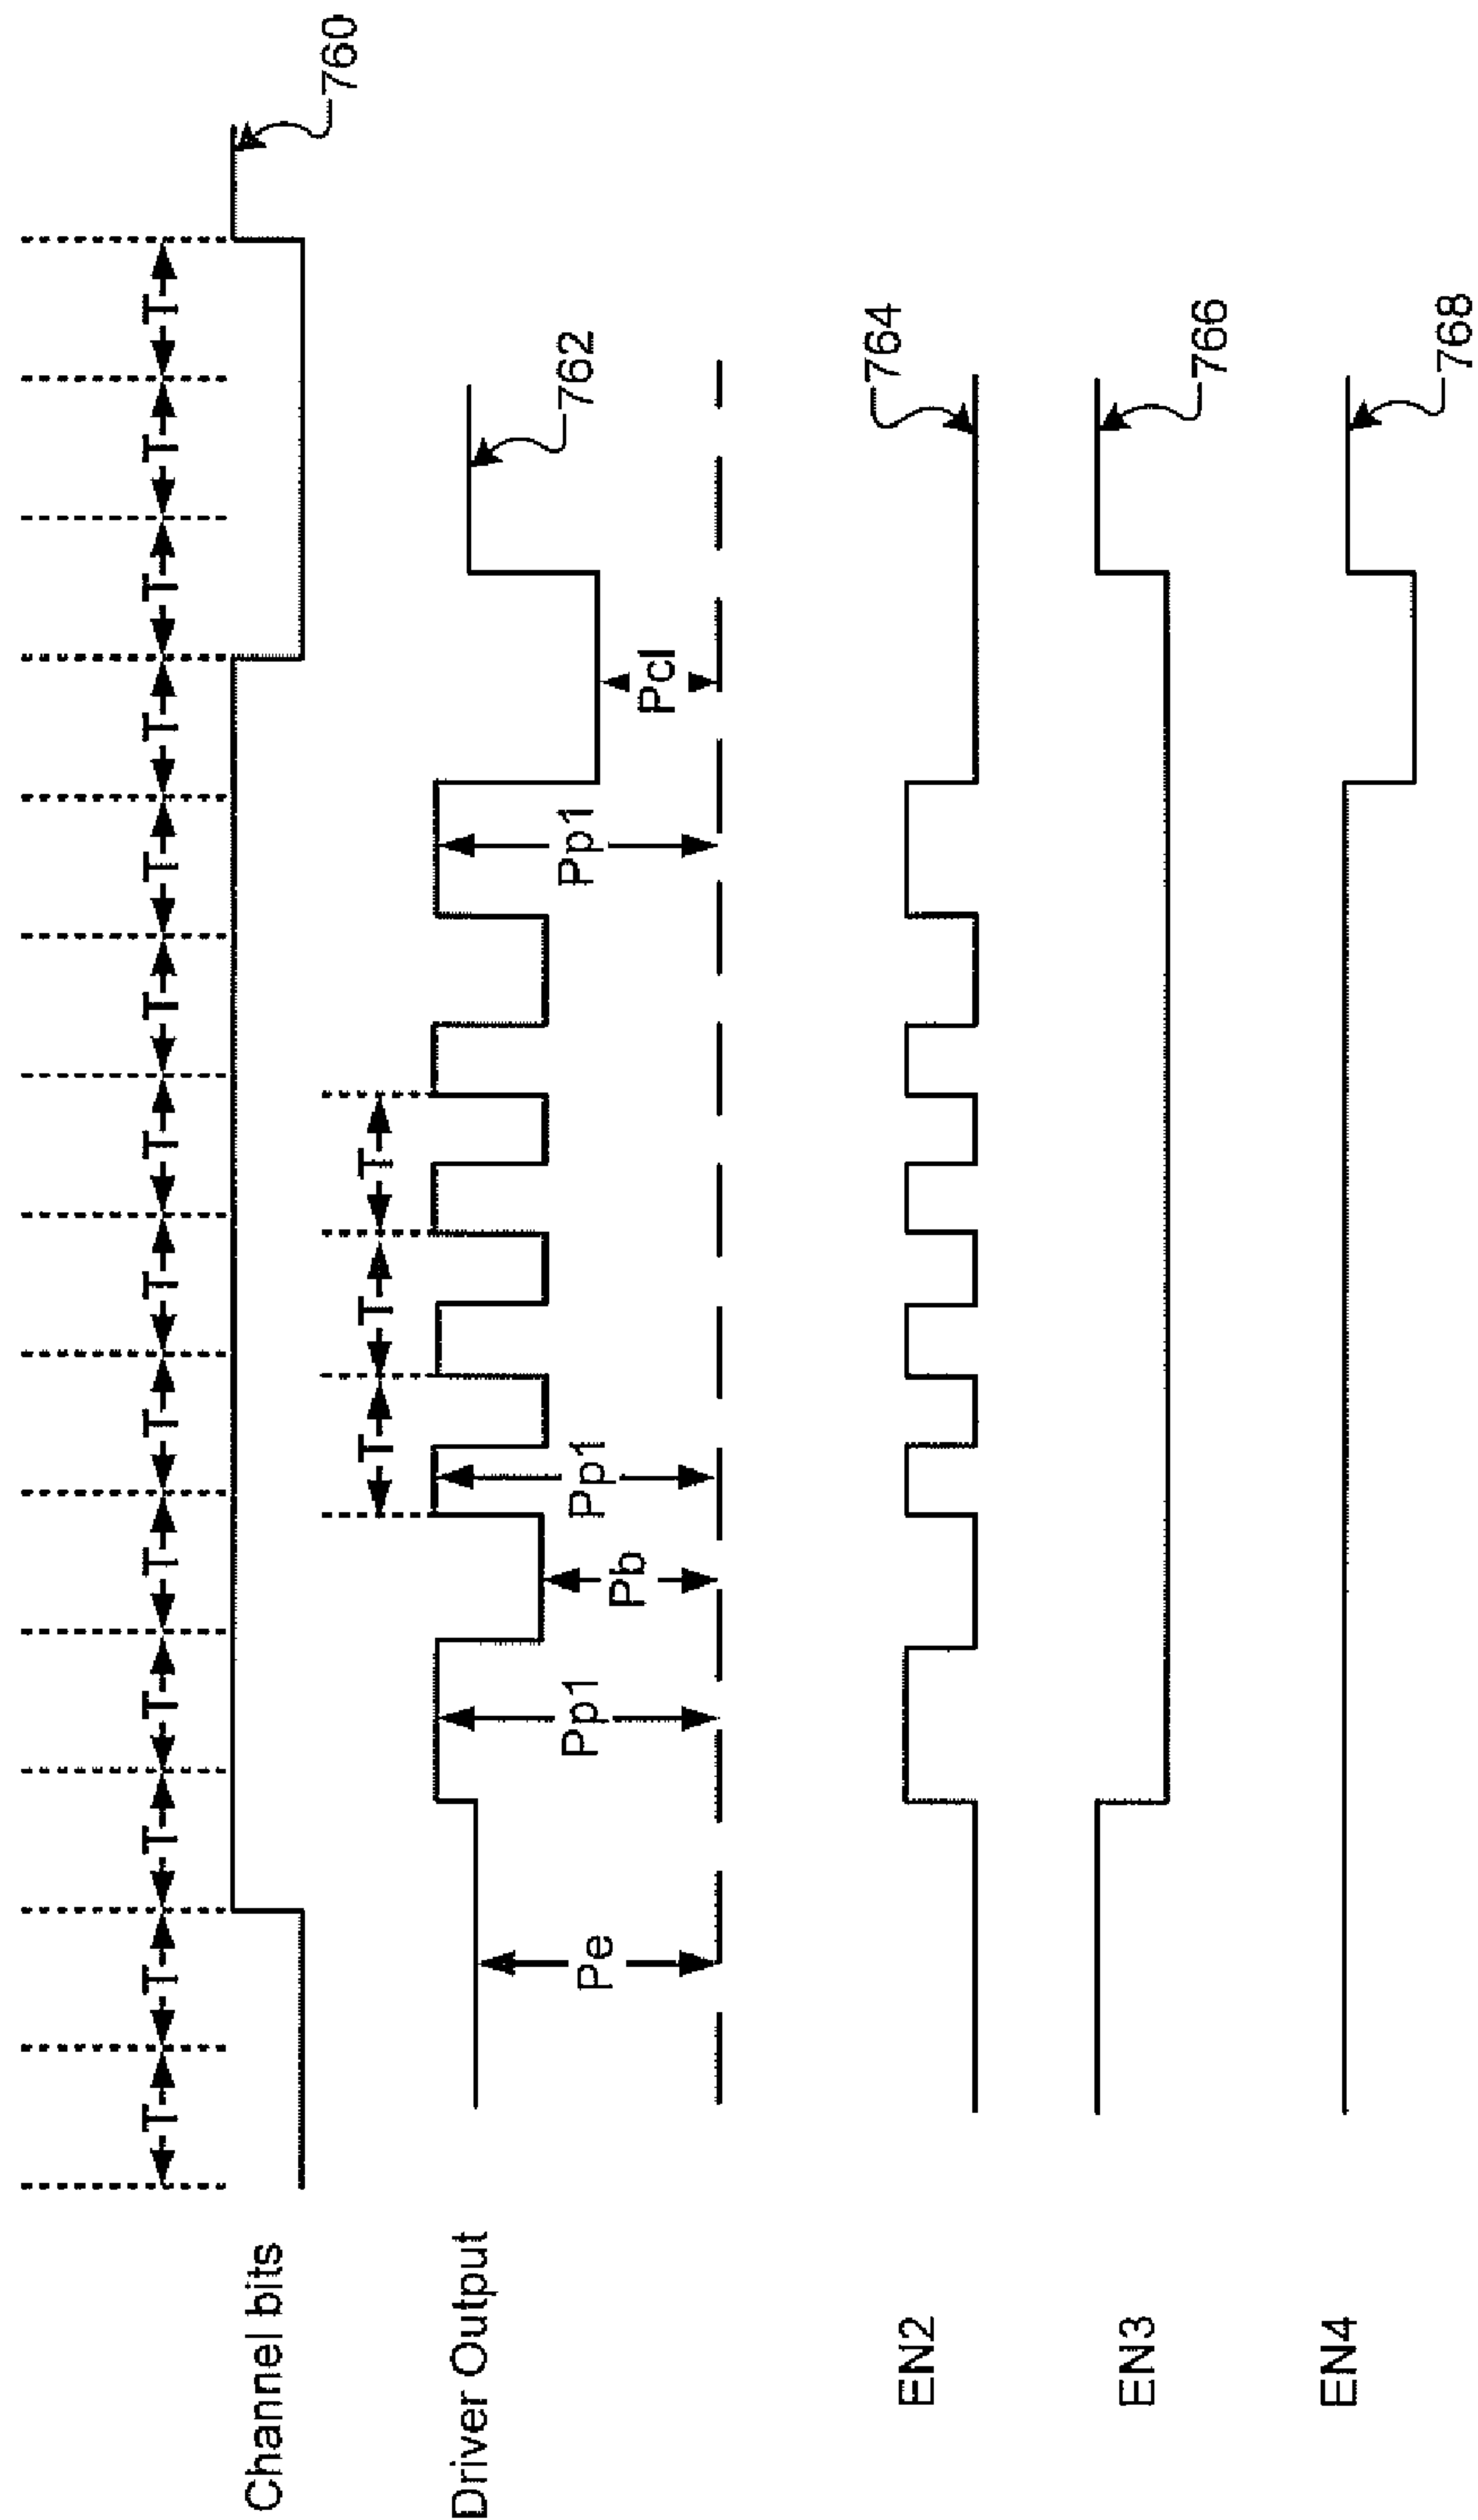 T T T T T T T T T T T T T T
Channel bits
760
T T T
Driver Output
762
Pe
Pp1
Pb
Pp1
Pp1
Pcl
EN2
764
EN3
766
EN4
768